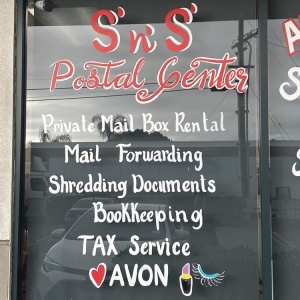 S'n'S'
Postal Center
Private Mail Box Rental
Mail Forwarding
Shredding Documents
BooKKeeping
TAX Service
AVON